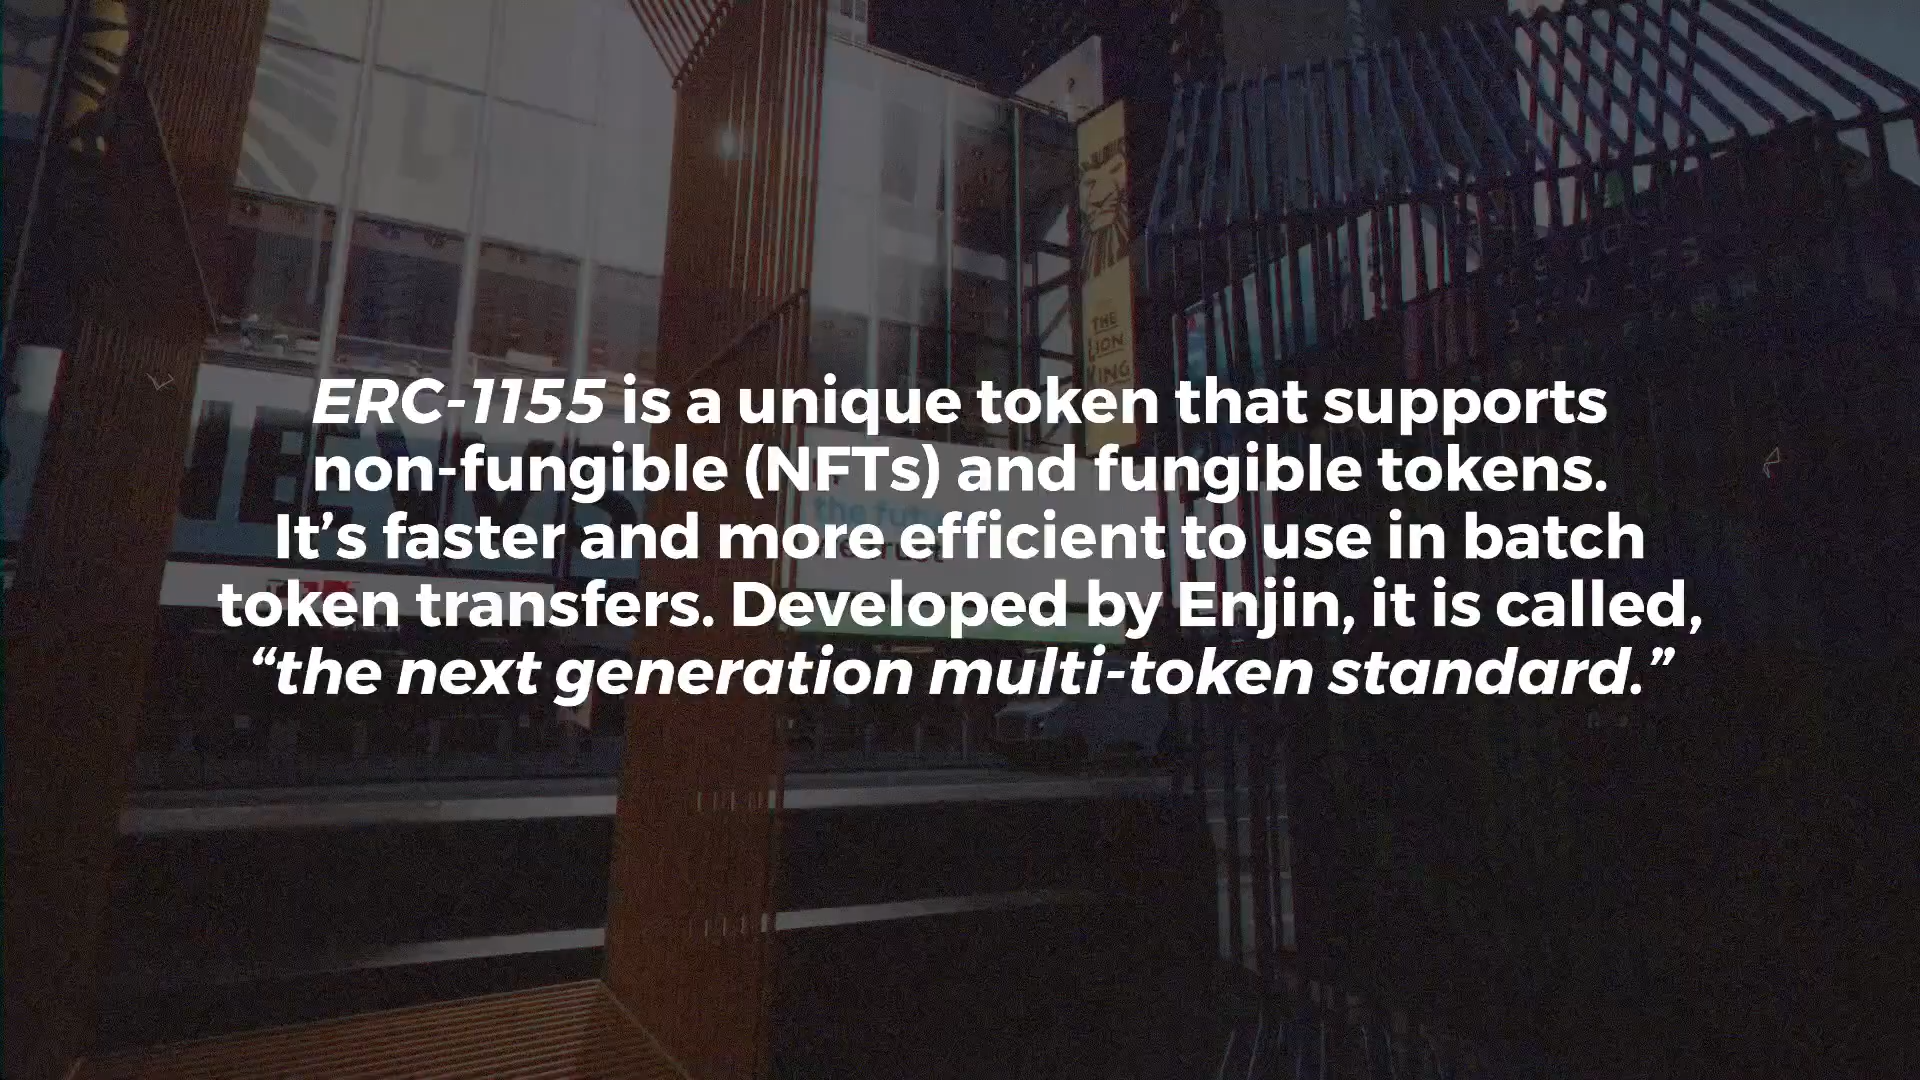 THE
LION
KING
ERC-1155 is a unique token that supports
non-fungible (NFTs) and fungible tokens.
It’s faster and more efficient to use in batch
token transfers. Developed by Enjin, it is called,
“the next generation multi-token standard.”